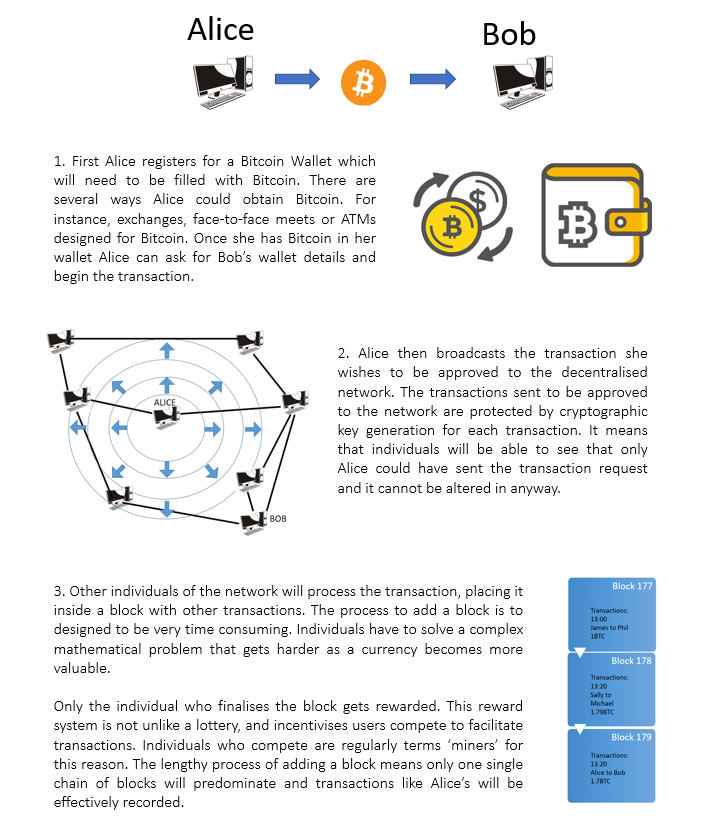 Alice
Bob
1. First Alice registers for a Bitcoin Wallet which
will need to be filled with Bitcoin. There are
several ways Alice could obtain Bitcoin. For
instance, exchanges, face-to-face meets or ATMs
designed for Bitcoin. Once she has Bitcoin in her
wallet Alice can ask for Bob's wallet details and
begin the transaction.
ALICE
BOB
2. Alice then broadcasts the transaction she
wishes to be approved to the decentralised
network. The transactions sent to be approved
to the network are protected by cryptographic
key generation for each transaction. It means
that individuals will be able to see that only
Alice could have sent the transaction request
and it cannot be altered in anyway.
3. Other individuals of the network will process the transaction, placing it
inside a block with other transactions. The process to add a block is to
designed to be very time consuming. Individuals have to solve a complex
mathematical problem that gets harder as a currency becomes more
valuable.
Only the individual who finalises the block gets rewarded. This reward
system is not unlike a lottery, and incentivises users compete to facilitate
transactions. Individuals who compete are regularly terms 'miners' for
this reason. The lengthy process of adding a block means only one single
chain of blocks will predominate and transactions like Alice's will be
effectively recorded.
Block 177
Transactions:
13:00
James to Phil
1BTC
Block 178
Transactions:
13:20
Sally to
Michael
1.79BTC
Block 179
Transactions:
13:20
Alice to Bob
1.7BTC